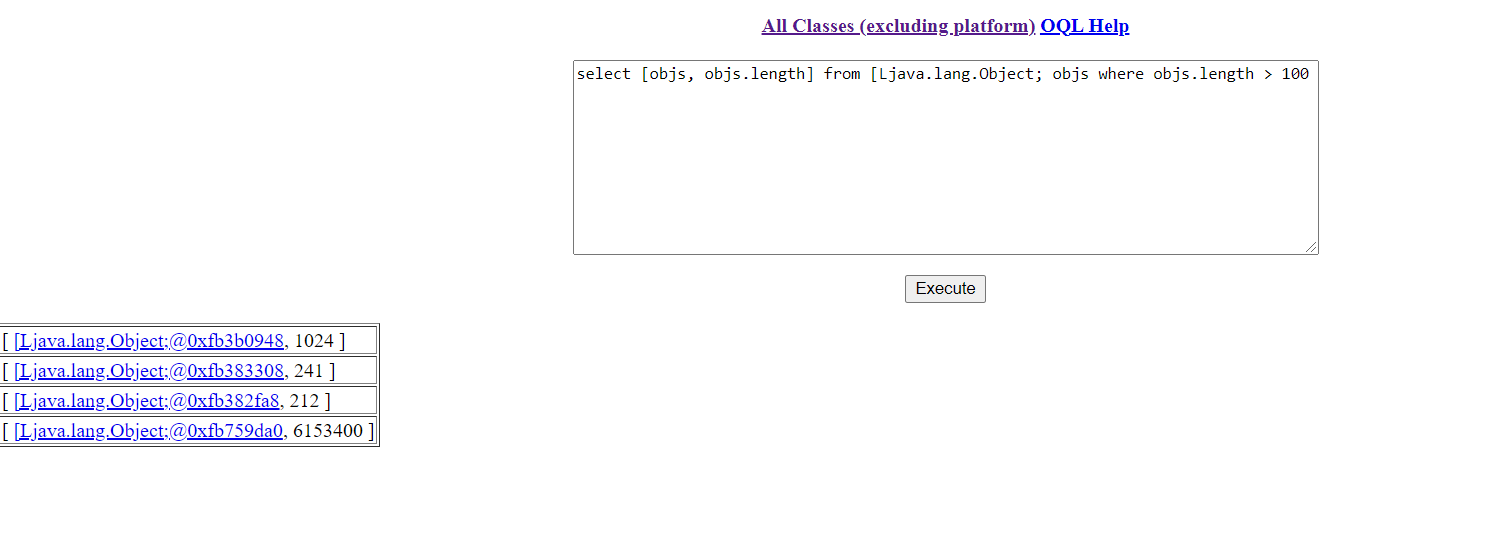 All Classes (excluding platform) OQL Help
select [objs, objs.length] from [Ljava.lang.Object; objs where objs.length > 100
Execute
[ [Ljava.lang.Object;@0xfb3b0948, 1024 ]
[ [Ljava.lang.Object;@0xfb383308, 241 ]
[ [Ljava.lang.Object;@0xfb382fa8, 212 ]
[ [Ljava.lang.Object;@0xfb759da0, 6153400 ]